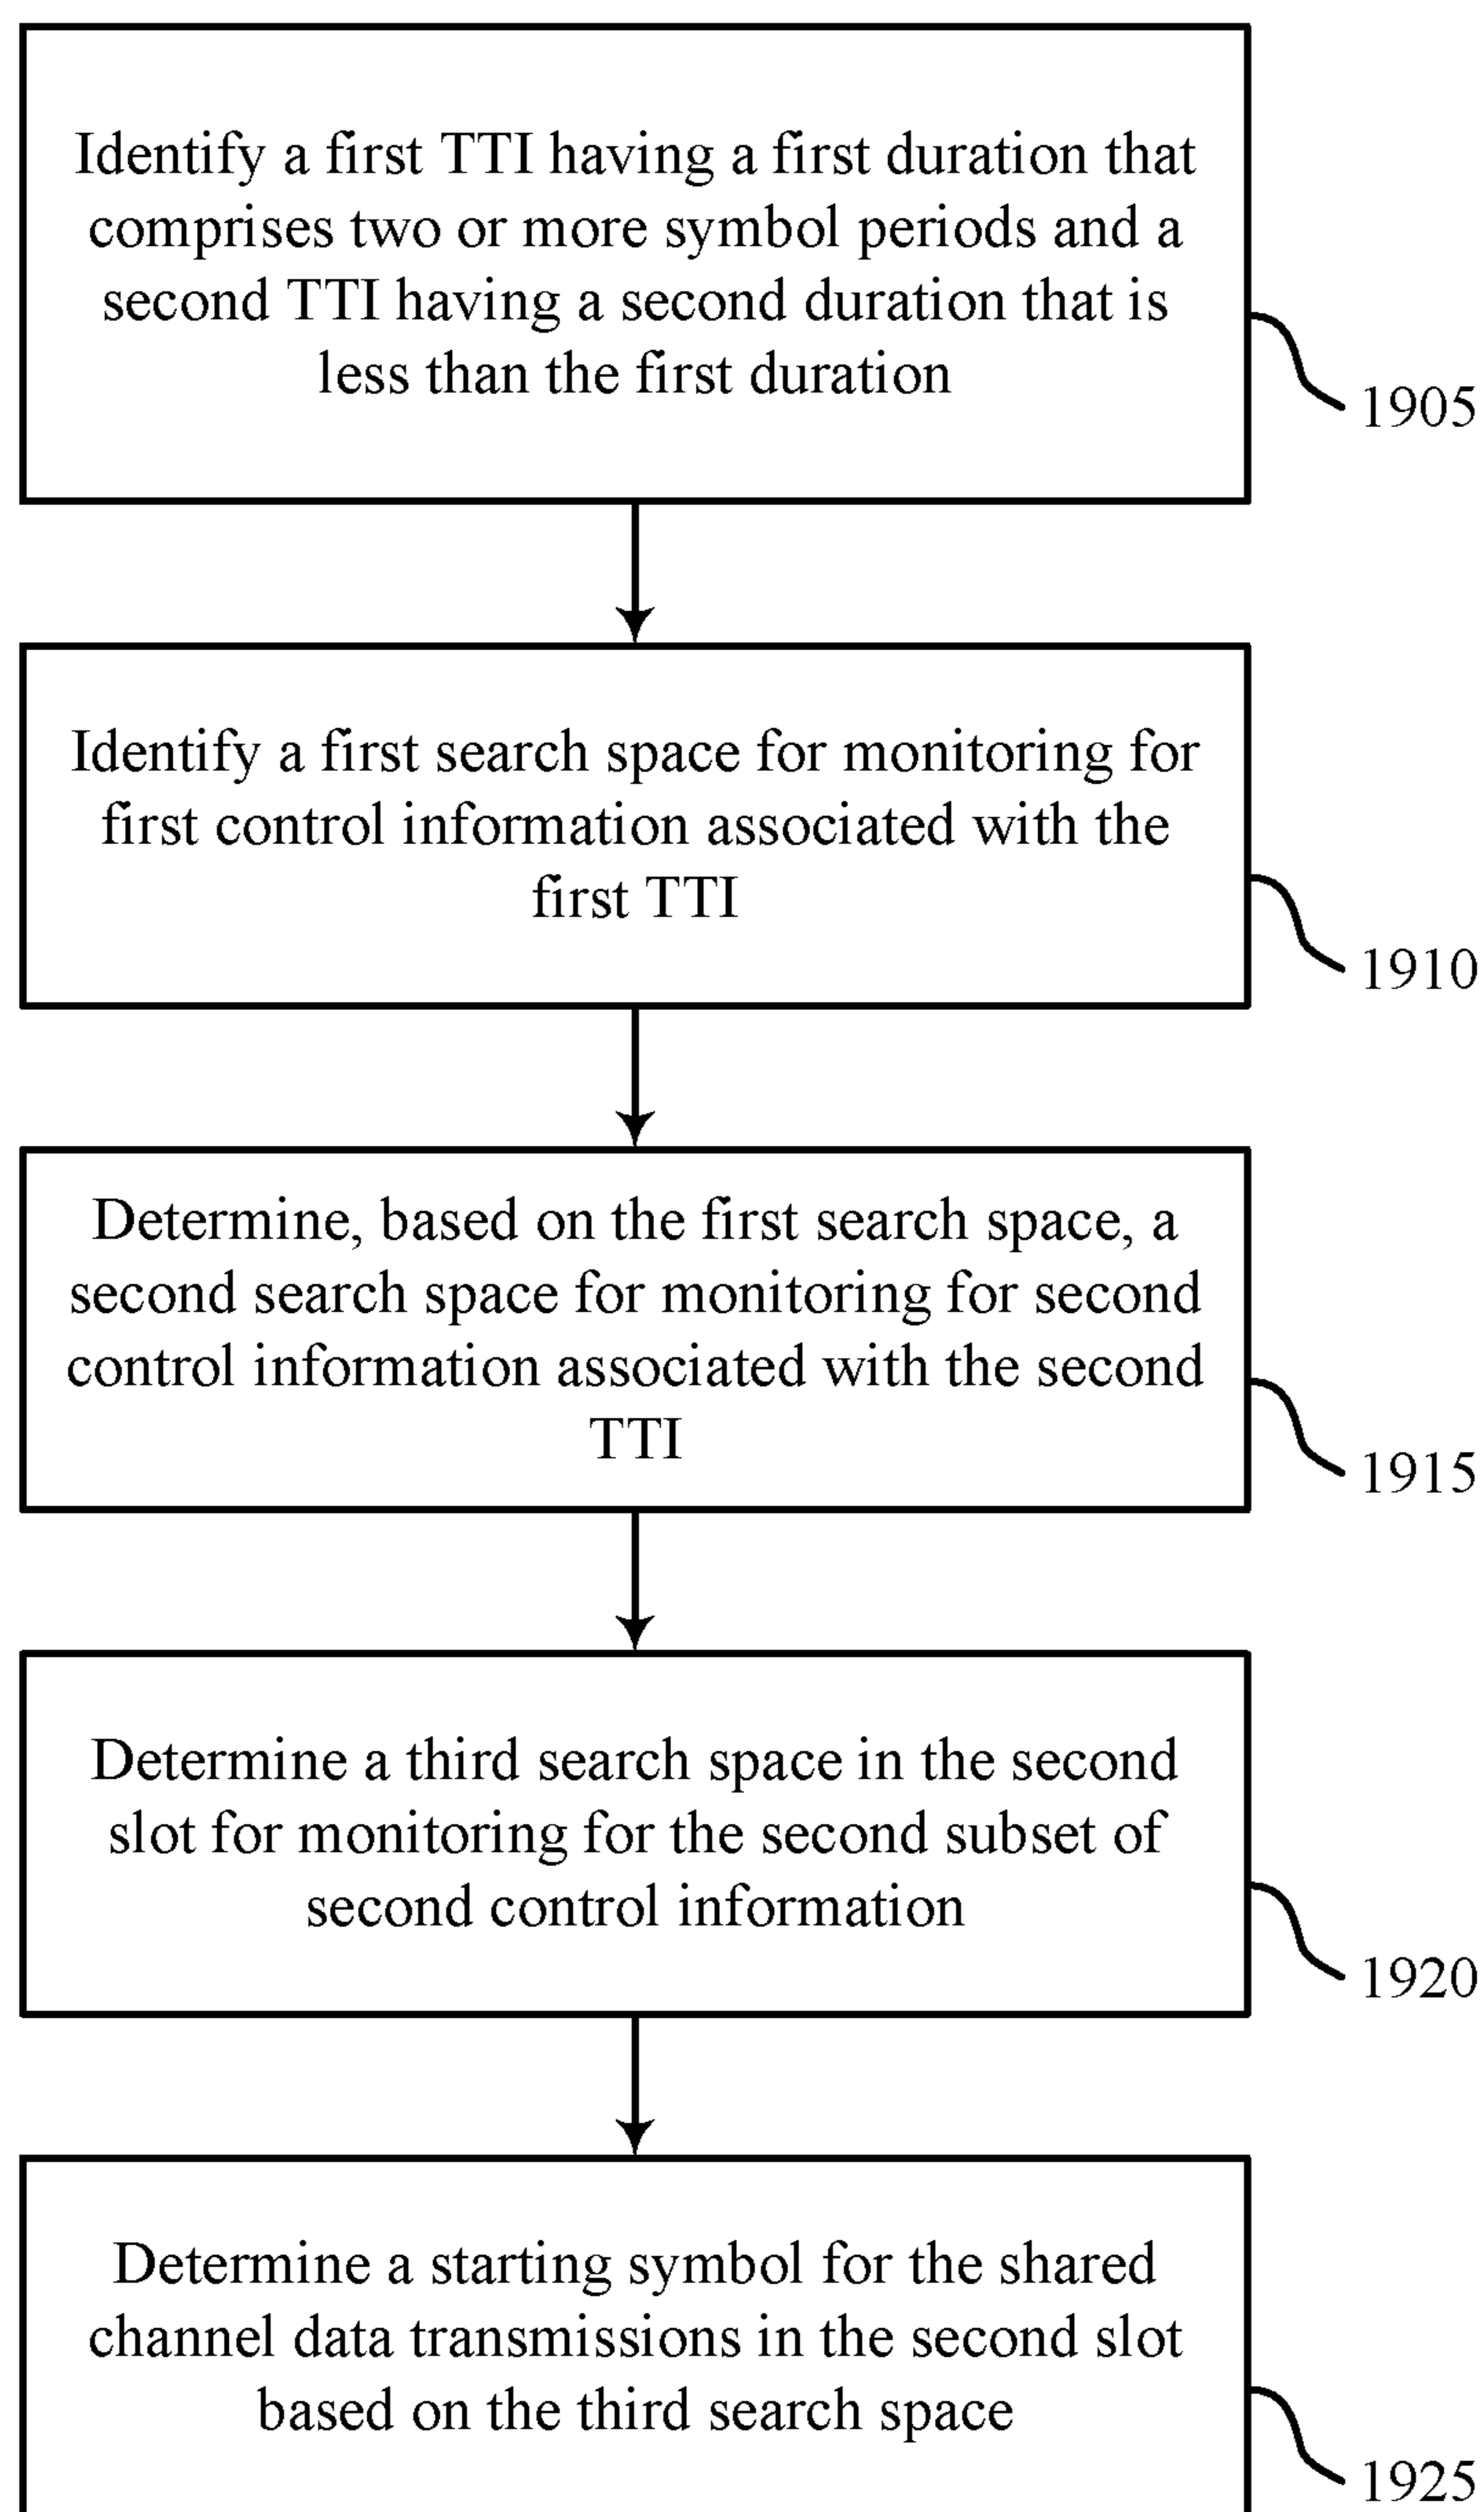 Identify a first TTI having a first duration that
comprises two or more symbol periods and a
second TTI having a second duration that is
less than the first duration
1905
Identify a first search space for monitoring for
first control information associated with the
first TTI
1910
Determine, based on the first search space, a
second search space for monitoring for second
control information associated with the second
TTI
1915
Determine a third search space in the second
slot for monitoring for the second subset of
second control information
1920
Determine a starting symbol for the shared
channel data transmissions in the second slot
based on the third search space
1925